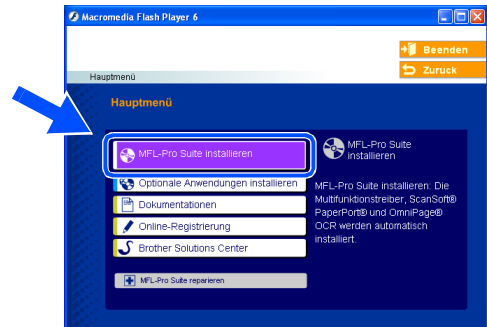 Macromedia Flash Player 6
Beenden
Zurück
Hauptmenü
Hauptmenü
MFL-Pro Suite installieren
Optionale Anwendungen installieren
Dokumentationen
Online-Registrierung
Brother Solutions Center
MFL-Pro Suite reparieren
MFL-Pro Suite
installieren
MFL-Pro Suite installieren: Die
Multifunktionstreiber, ScanSoft®
PaperPort® und OmniPage®
OCR werden automatisch
installiert.